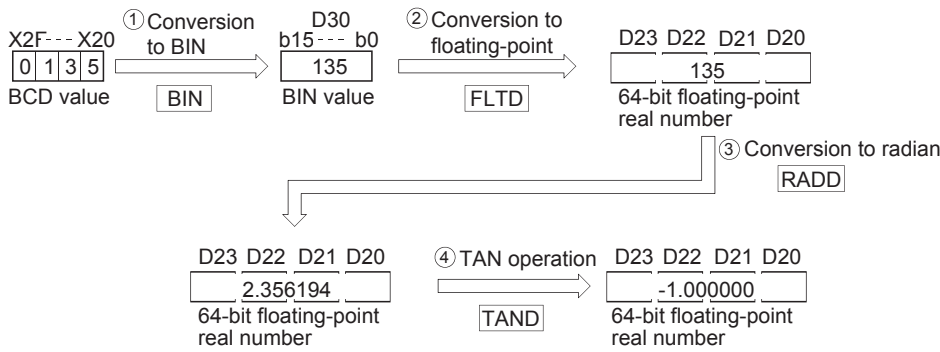 ① Conversion to BIN
X2F--- X20
0 1 3 5
BCD value
BIN
D30
b15--- b0
135
BIN value
② Conversion to floating-point
FLTD
D23 D22 D21 D20
135
64-bit floating-point
real number
③ Conversion to radian
RADD
D23 D22 D21 D20
2.356194
64-bit floating-point
real number
④ TAN operation
TAND
D23 D22 D21 D20
-1.000000
64-bit floating-point
real number